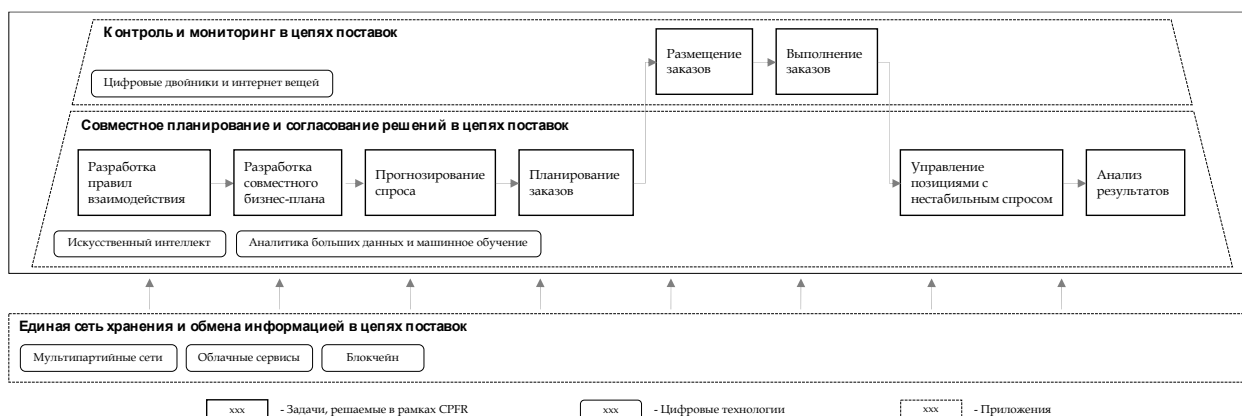 Контроль и мониторинг в цепях поставок
Размещение
заказов
Выполнение
заказов
Цифровые двойники и интернет вещей
Совместное планирование и согласование решений в цепях поставок
Разработка
правил
взаимодействия
Разработка
совместного
бизнес-плана
Прогнозирование
спроса
Планирование
заказов
Управление
позициями с
нестабильным спросом
Анализ
результатов
Искусственный интеллект
Аналитика больших данных и машинное обучение
Единая сеть хранения и обмена информацией в цепях поставок
Мультипартийные сети
Облачные сервисы
Блокчейн
xxx - Задачи, решаемые в рамках CPFR
xxx - Цифровые технологии
xxx - Приложения